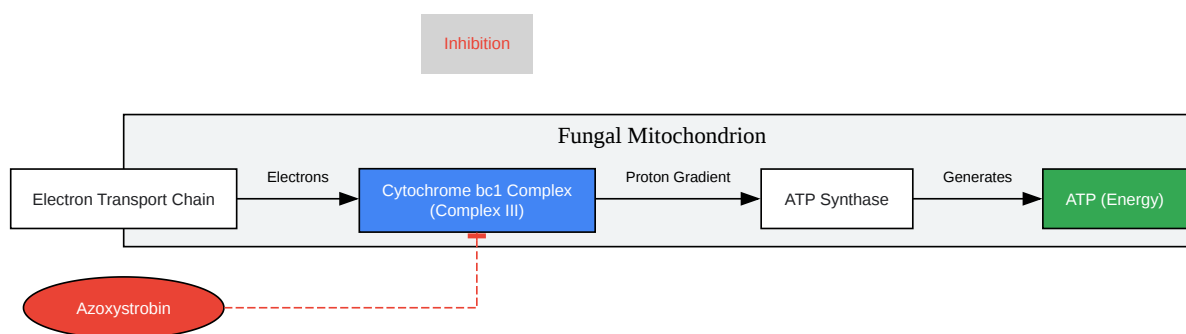 Inhibition
Fungal Mitochondrion
Electron Transport Chain
Electrons
Cytochrome bc1 Complex
(Complex III)
Proton Gradient
ATP Synthase
Generates
ATP (Energy)
Azoxystrobin